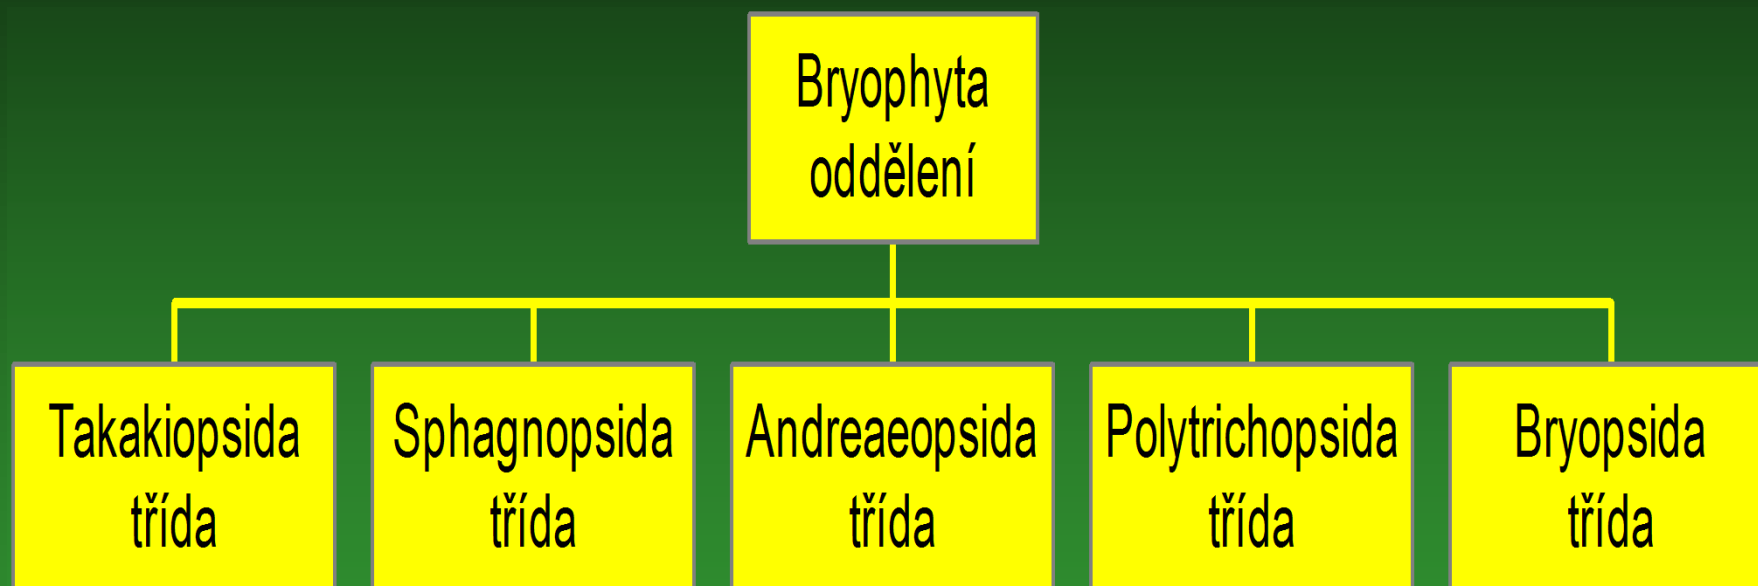 Bryophyta
oddělení
Takakiopsida
třída
Sphagnopsida
třída
Andreaeopsida
třída
Polytrichopsida
třída
Bryopsida
třída